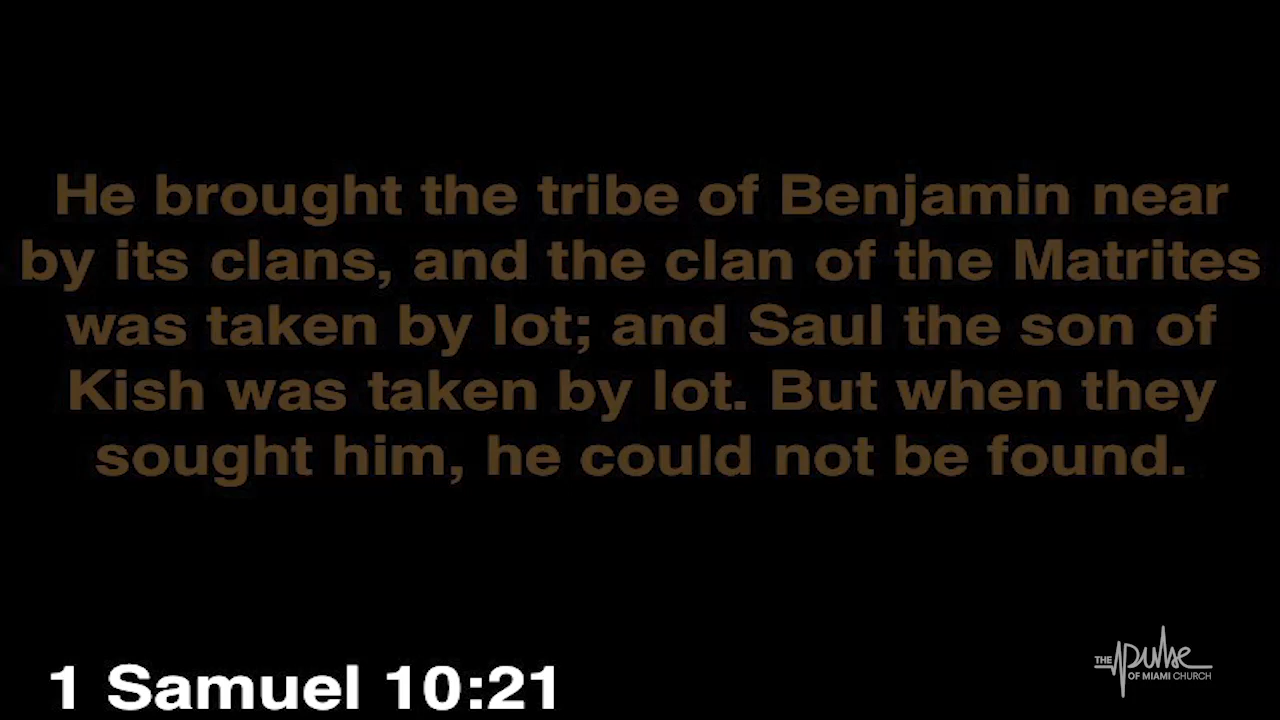 He brought the tribe of Benjamin near
by its clans, and the clan of the Matrites
was taken by lot; and Saul the son of
Kish was taken by lot. But when they
sought him, he could not be found.
1 Samuel 10:21
THE pulse
OF MIAMI CHURCH